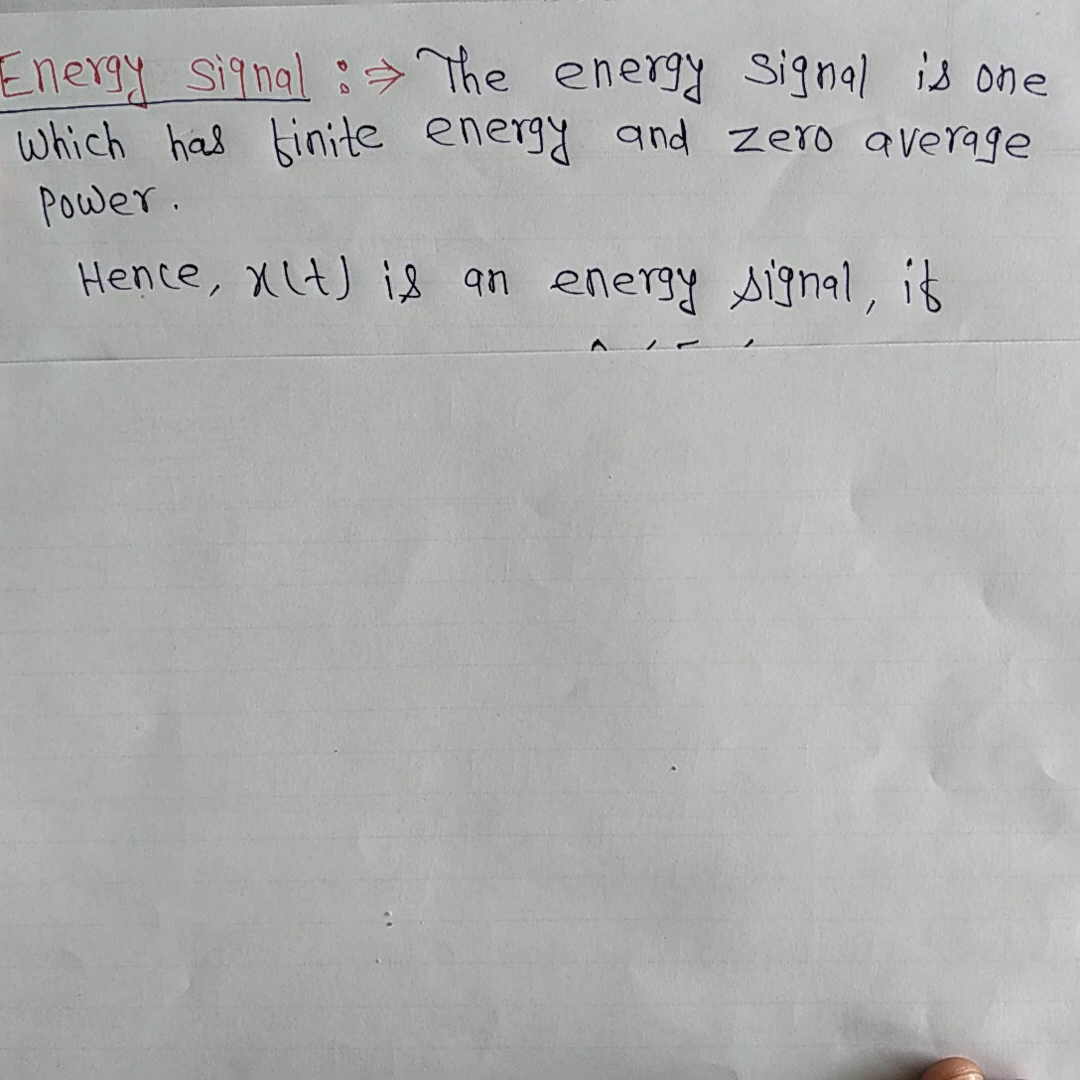 Energy signal :⇒ The energy signal is one
which has finite energy and zero average
power.
Hence, x(t) is an energy signal, if